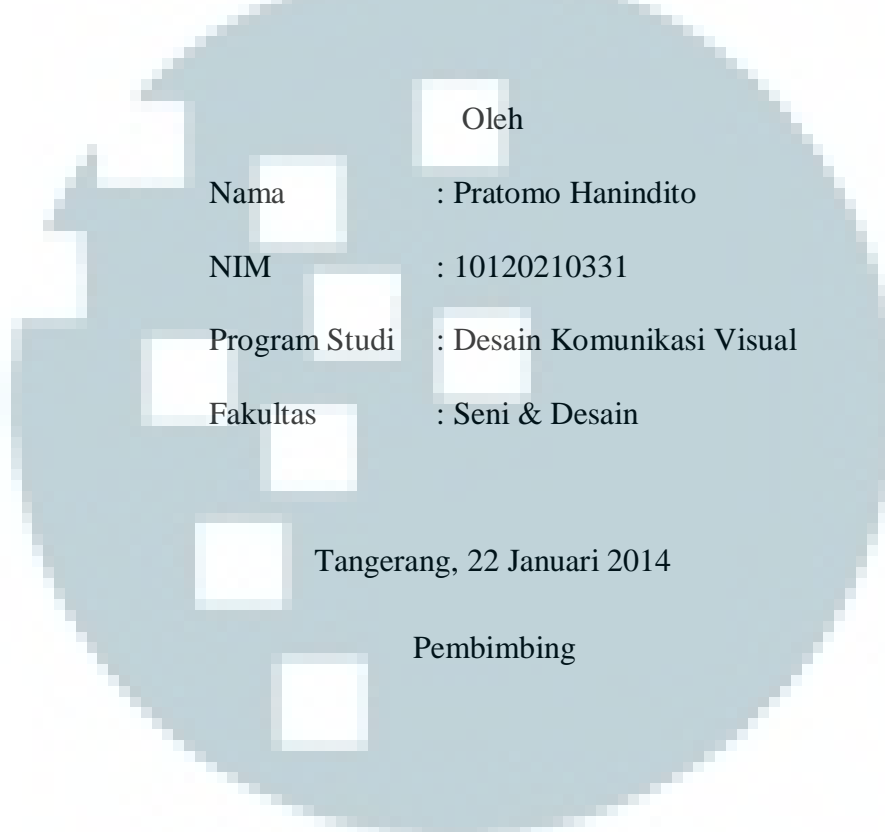 Oleh
Nama : Pratomo Hanindito
NIM : 10120210331
Program Studi : Desain Komunikasi Visual
Fakultas : Seni & Desain
Tangerang, 22 Januari 2014
Pembimbing